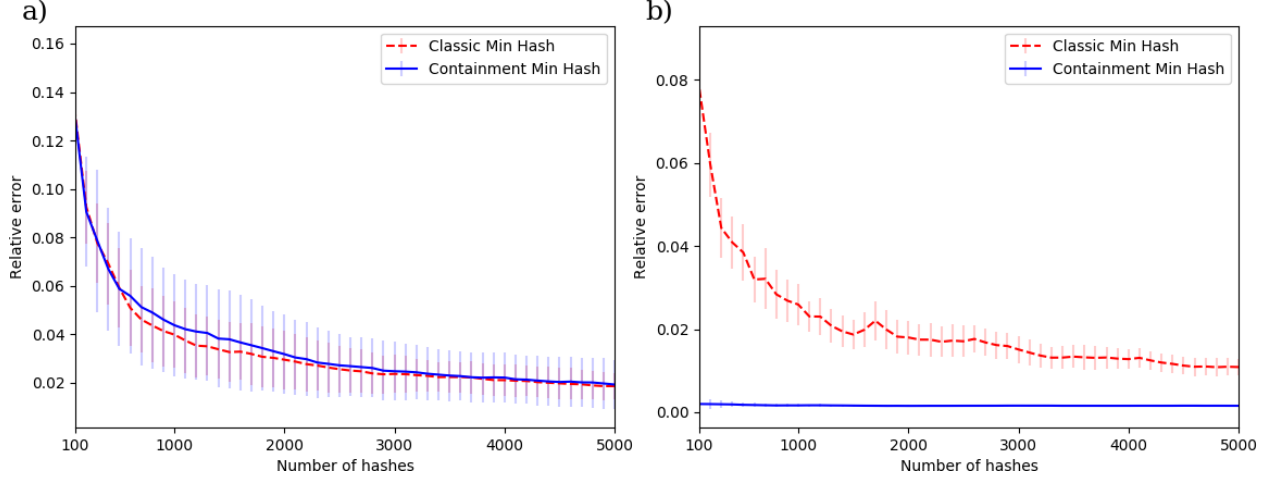 a)
0.16
0.14
0.12
0.10
0.08
0.06
0.04
0.02
Relative error
100
1000
2000
3000
4000
5000
Number of hashes
Classic Min Hash
Containment Min Hash
b)
0.08
0.06
0.04
0.02
0.00
Relative error
100
1000
2000
3000
4000
5000
Number of hashes
Classic Min Hash
Containment Min Hash